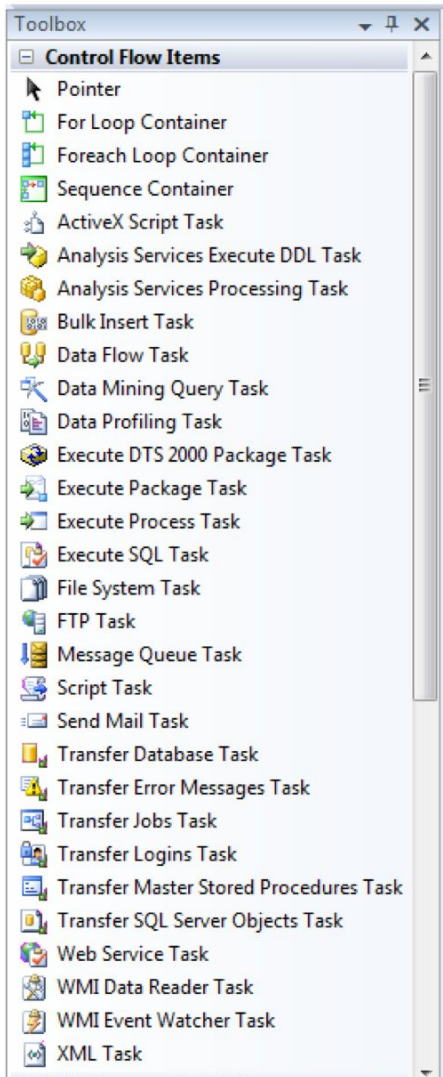 Toolbox
Control Flow Items
Pointer
For Loop Container
Foreach Loop Container
Sequence Container
ActiveX Script Task
Analysis Services Execute DDL Task
Analysis Services Processing Task
Bulk Insert Task
Data Flow Task
Data Mining Query Task
Data Profiling Task
Execute DTS 2000 Package Task
Execute Package Task
Execute Process Task
Execute SQL Task
File System Task
FTP Task
Message Queue Task
Script Task
Send Mail Task
Transfer Database Task
Transfer Error Messages Task
Transfer Jobs Task
Transfer Logins Task
Transfer Master Stored Procedures Task
Transfer SQL Server Objects Task
Web Service Task
WMI Data Reader Task
WMI Event Watcher Task
XML Task